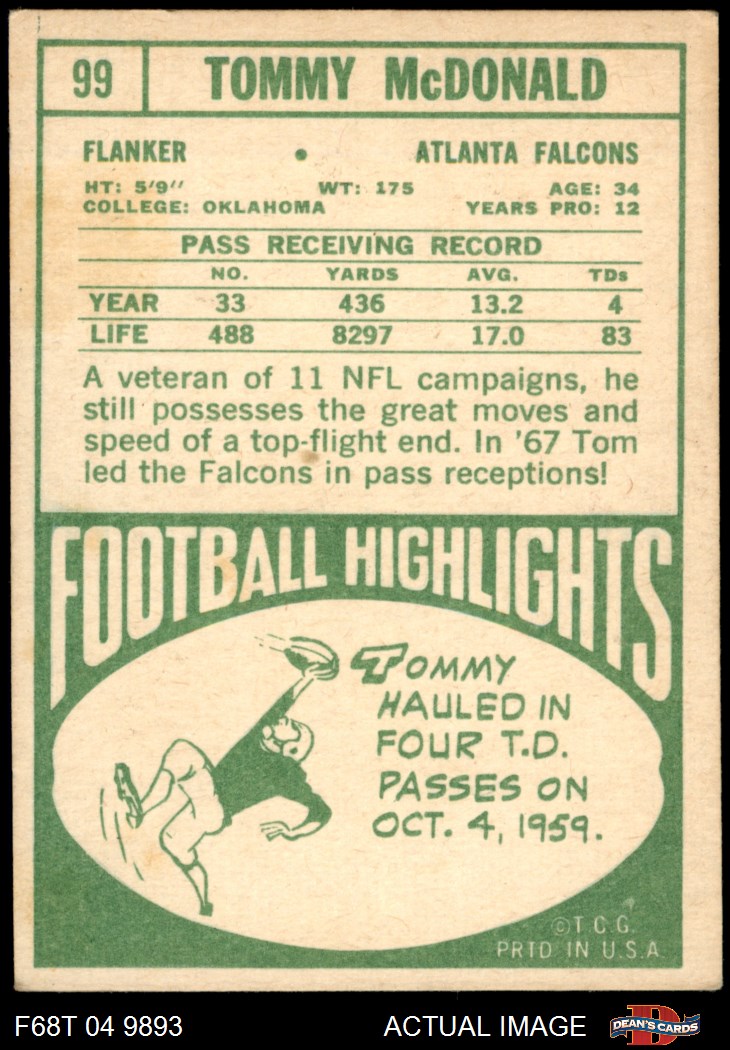 99 TOMMY McDONALD
FLANKER • ATLANTA FALCONS
HT: 5'9" WT: 175 AGE: 34
COLLEGE: OKLAHOMA YEARS PRO: 12
PASS RECEIVING RECORD
NO. YARDS AVG. TDs
YEAR 33 436 13.2 4
LIFE 488 8297 17.0 83
A veteran of 11 NFL campaigns, he
still possesses the great moves and
speed of a top-flight end. In '67 Tom
led the Falcons in pass receptions!
FOOTBALL HIGHLIGHTS
TOMMY
HAULED IN
FOUR T.D.
PASSES ON
OCT. 4, 1959.
©T.C.G.
PRTD IN U.S.A
F68T 04 9893 ACTUAL IMAGE D DEAN'S CARDS